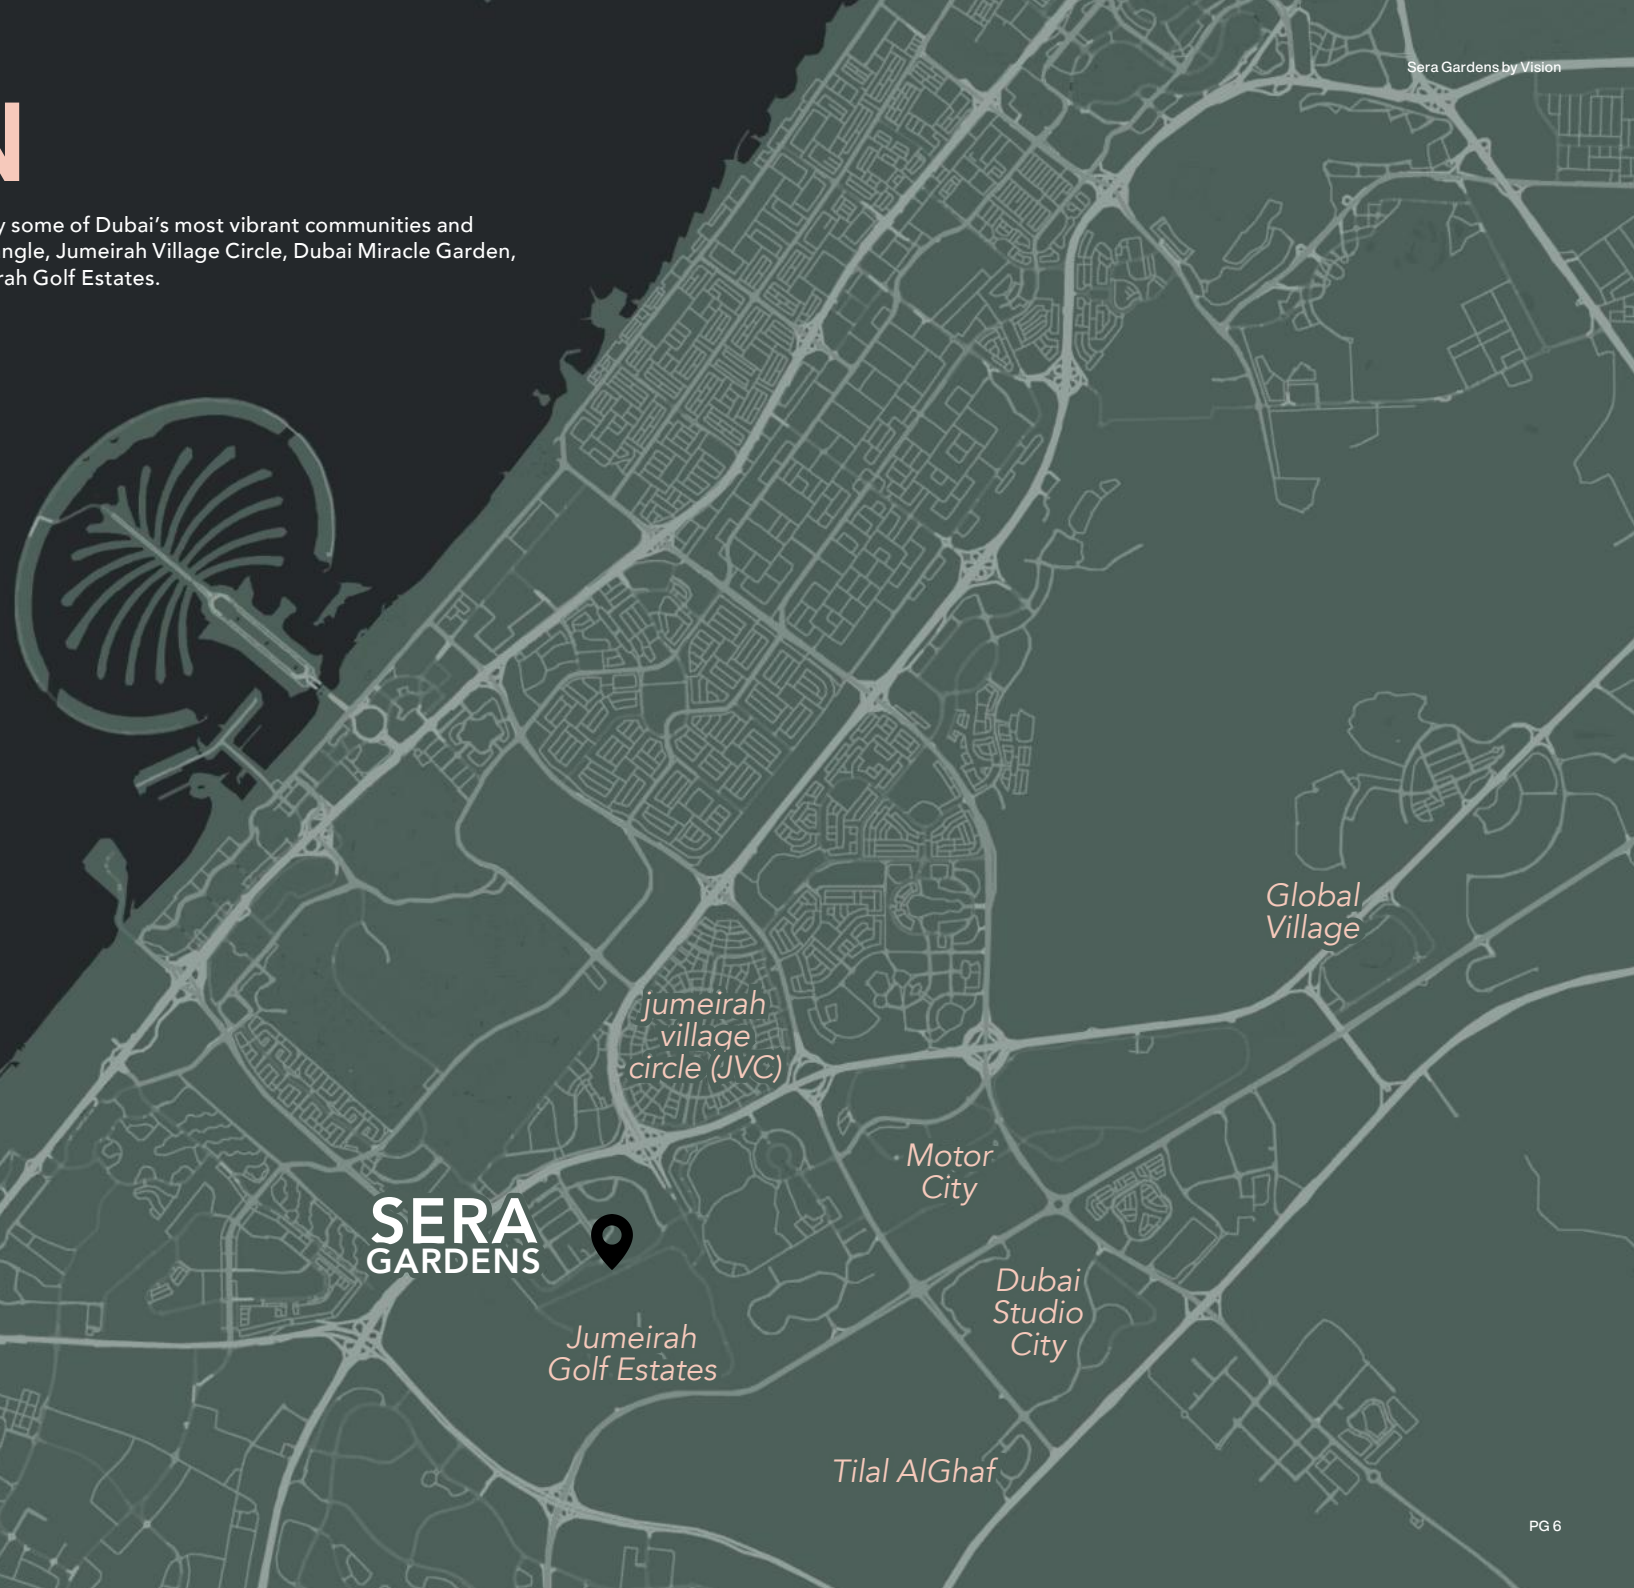 Sera Gardens by Vision
N
y some of Dubai's most vibrant communities and
ngle, Jumeirah Village Circle, Dubai Miracle Garden,
rah Golf Estates.
Global
Village
jumeirah
village
circle (JVC)
Motor
City
SERA
GARDENS
Dubai
Studio
City
Jumeirah
Golf Estates
Tilal AlGhaf
PG 6